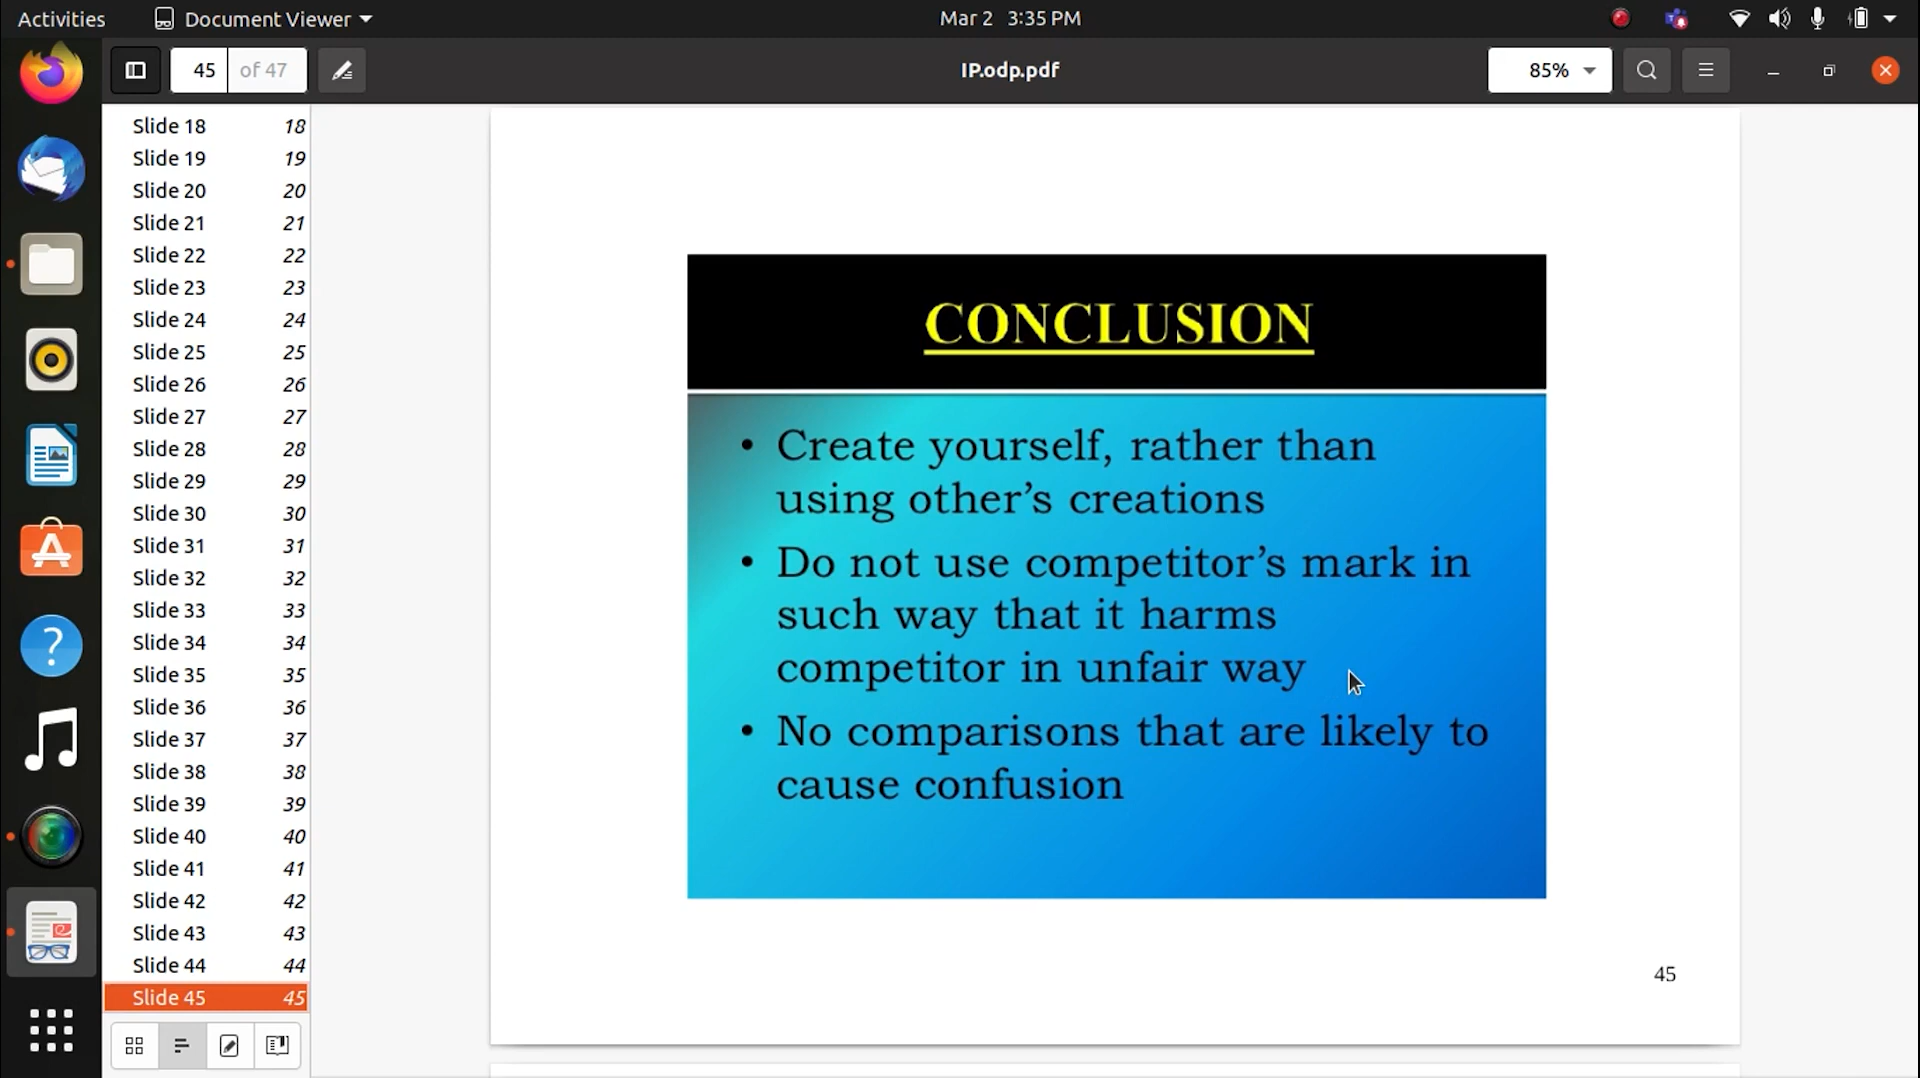 Activities
Document Viewer
Mar 2 3:35 PM
45 of 47
IP.odp.pdf
85%
Slide 18 18
Slide 19 19
Slide 20 20
Slide 21 21
Slide 22 22
Slide 23 23
Slide 24 24
Slide 25 25
Slide 26 26
Slide 27 27
Slide 28 28
Slide 29 29
Slide 30 30
Slide 31 31
Slide 32 32
Slide 33 33
Slide 34 34
Slide 35 35
Slide 36 36
Slide 37 37
Slide 38 38
Slide 39 39
Slide 40 40
Slide 41 41
Slide 42 42
Slide 43 43
Slide 44 44
Slide 45 45
CONCLUSION
• Create yourself, rather than
using other’s creations
• Do not use competitor’s mark in
such way that it harms
competitor in unfair way
• No comparisons that are likely to
cause confusion
45